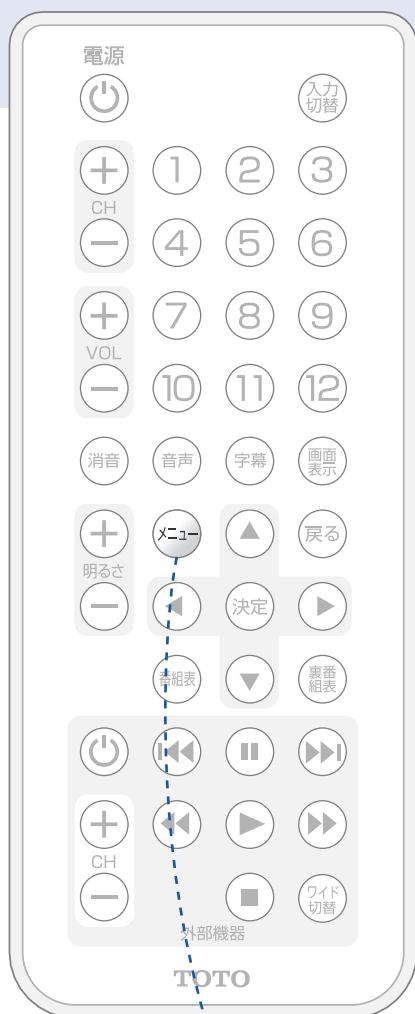 電源
入力
切替
1 2 3
CH
4 5 6
7 8 9
VOL
10 11 12
消音 音声 字幕 画面
表示
メニュー 戻る
明るさ
決定
番組表 裏番
組表
CH
ワイド
切替
外部機器
TOTO